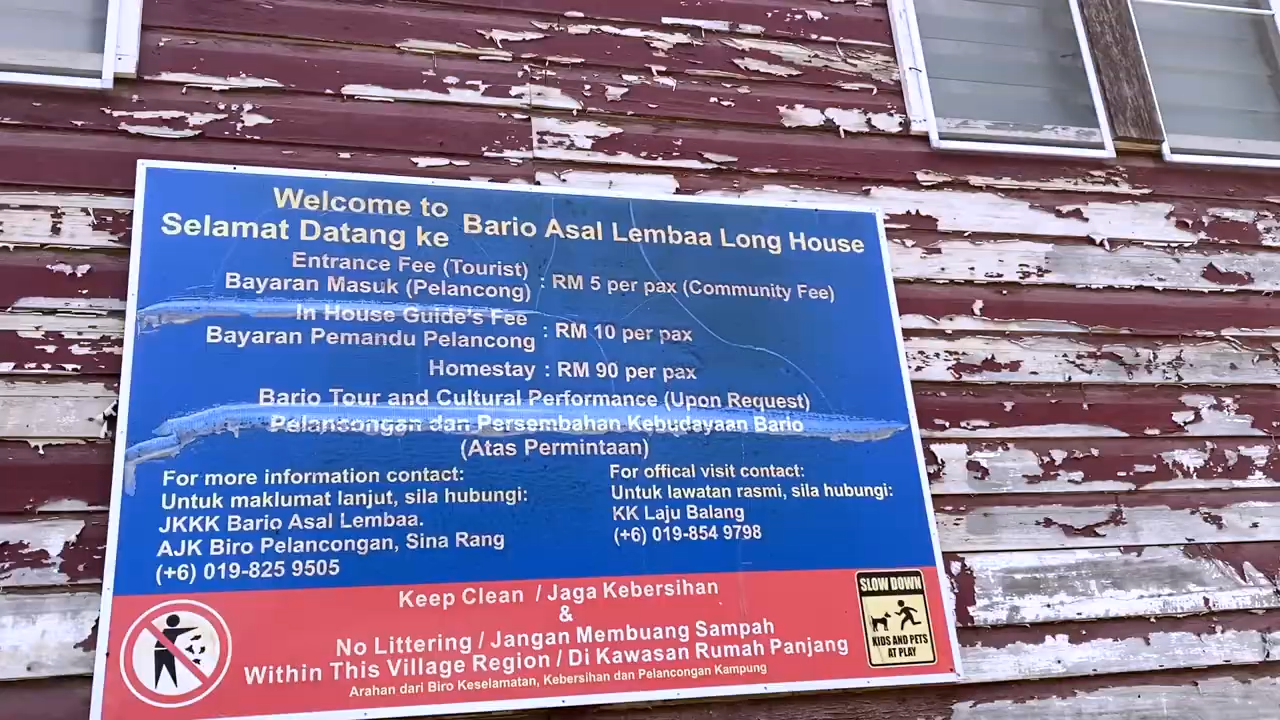 Welcome to
Selamat Datang ke
Bario Asal Lembaa Long House
Entrance Fee (Tourist)
Bayaran Masuk (Pelancong) : RM 5 per pax (Community Fee)
In House Guide's Fee
Bayaran Pemandu Pelancong : RM 10 per pax
Homestay : RM 90 per pax
Bario Tour and Cultural Performance (Upon Request)
Pelancongan dan Persembahan Kebudayaan Bario
(Atas Permintaan)
For more information contact:
Untuk maklumat lanjut, sila hubungi:
JKKK Bario Asal Lembaa.
AJK Biro Pelancongan, Sina Rang
(+6) 019-825 9505
For offical visit contact:
Untuk lawatan rasmi, sila hubungi:
KK Laju Balang
(+6) 019-854 9798
Keep Clean / Jaga Kebersihan
&
No Littering / Jangan Membuang Sampah
Within This Village Region / Di Kawasan Rumah Panjang
Arahan dari Biro Keselamatan, Kebersihan dan Pelancongan Kampung
SLOW DOWN
KIDS AND PETS
AT PLAY